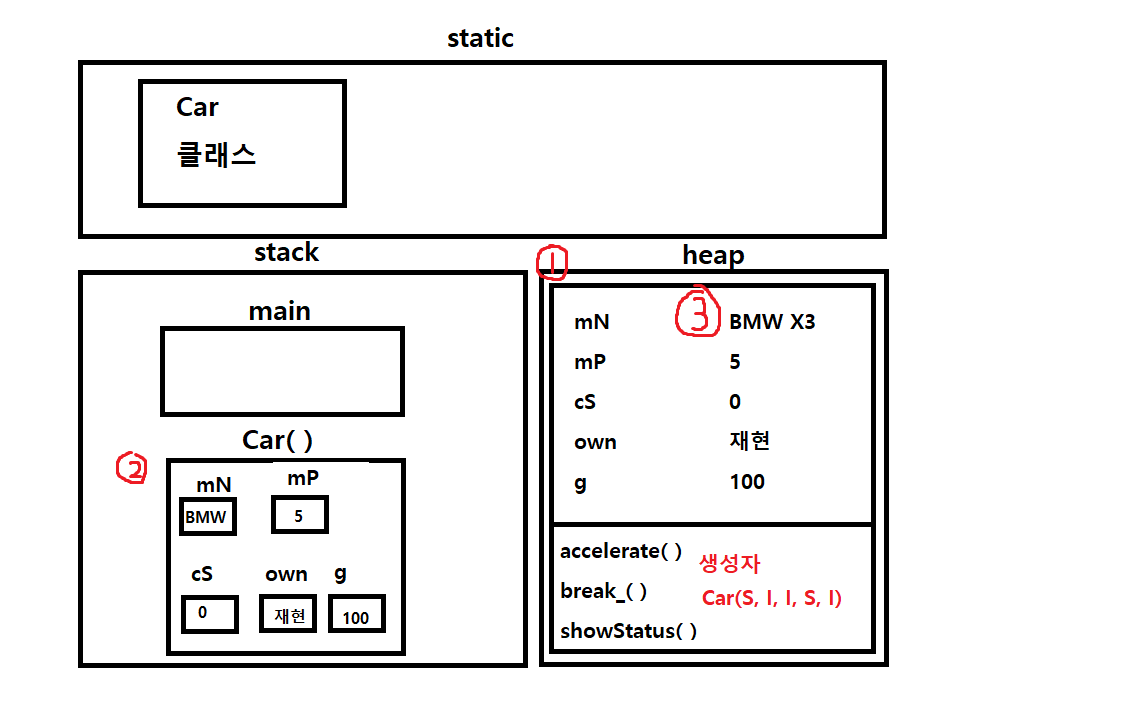 static
Car
클래스
stack
heap
①
main
mN ③ BMW X3
mP 5
cS 0
own 재현
g 100
Car( )
②
mN mP
BMW 5
cS own g
0 재현 100
accelerate( )
break_( )
showStatus( )
생성자
Car(S, I, I, S, I)